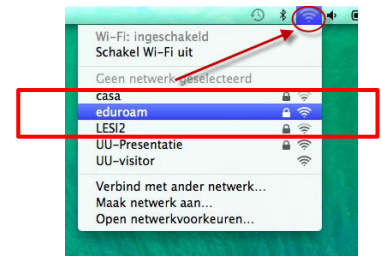 Wi-Fi: ingeschakeld
Schakel Wi-Fi uit
Geen netwerk geselecteerd
casa
eduroam
LESI2
UU-Presentatie
UU-visitor
Verbind met ander netwerk...
Maak netwerk aan...
Open netwerkvoorkeuren...